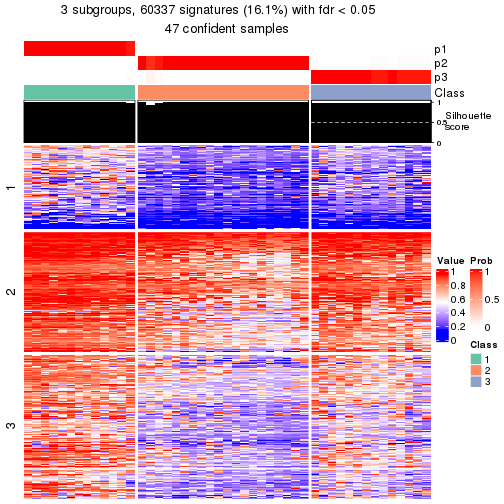 3 subgroups, 60337 signatures (16.1%) with fdr < 0.05
47 confident samples
p1
p2
p3
Class
1
0.5
0
Silhouette
score
1
2
3
Value
1
0.8
0.6
0.4
0.2
0
Prob
1
0.5
0
Class
1
2
3